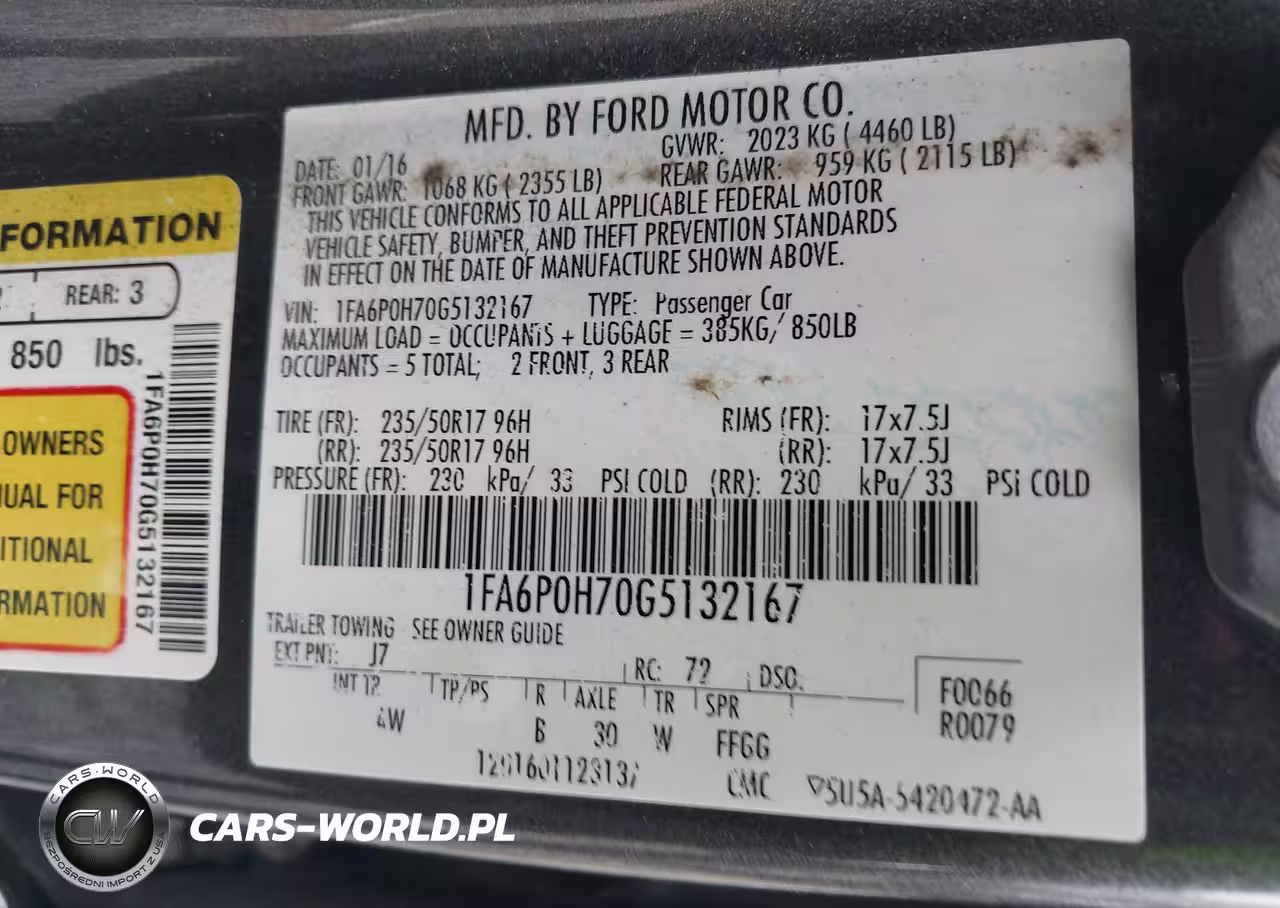 FORMATION
REAR: 3
850 lbs.
1FA6P0H70G5132167
OWNERS
UAL FOR
ITIONAL
RMATION
MFD. BY FORD MOTOR CO.
DATE: 01/16 GVWR: 2023 KG ( 4460 LB)
FRONT GAWR: 1068 KG ( 2355 LB) REAR GAWR: 959 KG ( 2115 LB)
THIS VEHICLE CONFORMS TO ALL APPLICABLE FEDERAL MOTOR
VEHICLE SAFETY, BUMPER, AND THEFT PREVENTION STANDARDS
IN EFFECT ON THE DATE OF MANUFACTURE SHOWN ABOVE.
VIN: 1FA6P0H70G5132167 TYPE: Passenger Car
MAXIMUM LOAD = OCCUPANTS + LUGGAGE = 385KG/ 850LB
OCCUPANTS = 5 TOTAL; 2 FRONT, 3 REAR
TIRE (FR): 235/50R17 96H RIMS (FR): 17x7.5J
(RR): 235/50R17 96H (RR): 17x7.5J
PRESSURE (FR): 230 kPa/ 33 PSI COLD (RR): 230 kPa/ 33 PSI COLD
1FA6P0H70G5132167
TRAILER TOWING SEE OWNER GUIDE
EXT PNT: J7 RC: 72 DSO:
INT TR TP/PS R AXLE TR SPR
4W B 30 W FFGG
F0066
R0079
CMC
CARS-WORLD
CW
BEZPOŚREDNI IMPORT Z USA
CARS-WORLD.PL